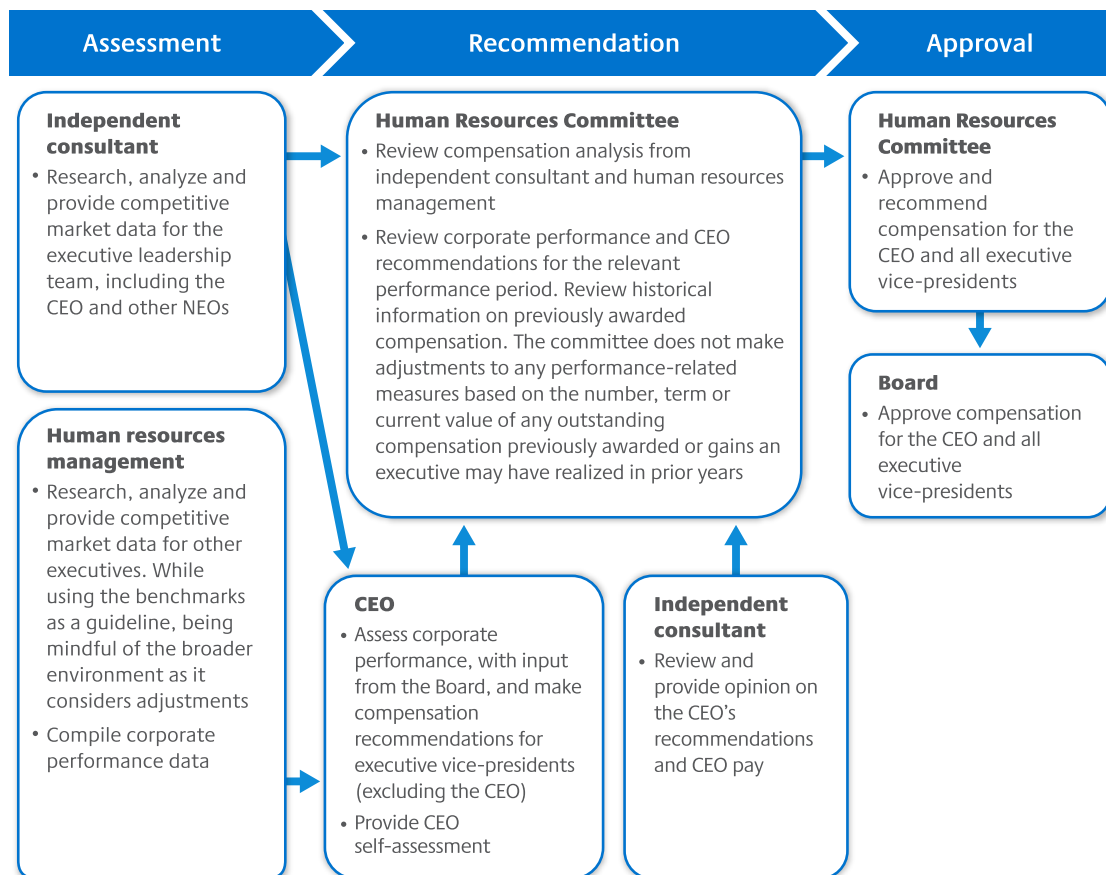 Assessment
Recommendation
Approval
Independent
consultant
• Research, analyze and
provide competitive
market data for the
executive leadership
team, including the
CEO and other NEOs
Human resources
management
• Research, analyze and
provide competitive
market data for other
executives. While
using the benchmarks
as a guideline, being
mindful of the broader
environment as it
considers adjustments
• Compile corporate
performance data
Human Resources Committee
• Review compensation analysis from
independent consultant and human resources
management
• Review corporate performance and CEO
recommendations for the relevant
performance period. Review historical
information on previously awarded
compensation. The committee does not make
adjustments to any performance-related
measures based on the number, term or
current value of any outstanding
compensation previously awarded or gains an
executive may have realized in prior years
CEO
• Assess corporate
performance, with input
from the Board, and make
compensation
recommendations for
executive vice-presidents
(excluding the CEO)
• Provide CEO
self-assessment
Independent
consultant
• Review and
provide opinion on
the CEO’s
recommendations
and CEO pay
Human Resources
Committee
• Approve and
recommend
compensation for the
CEO and all executive
vice-presidents
Board
• Approve compensation
for the CEO and all
executive
vice-presidents